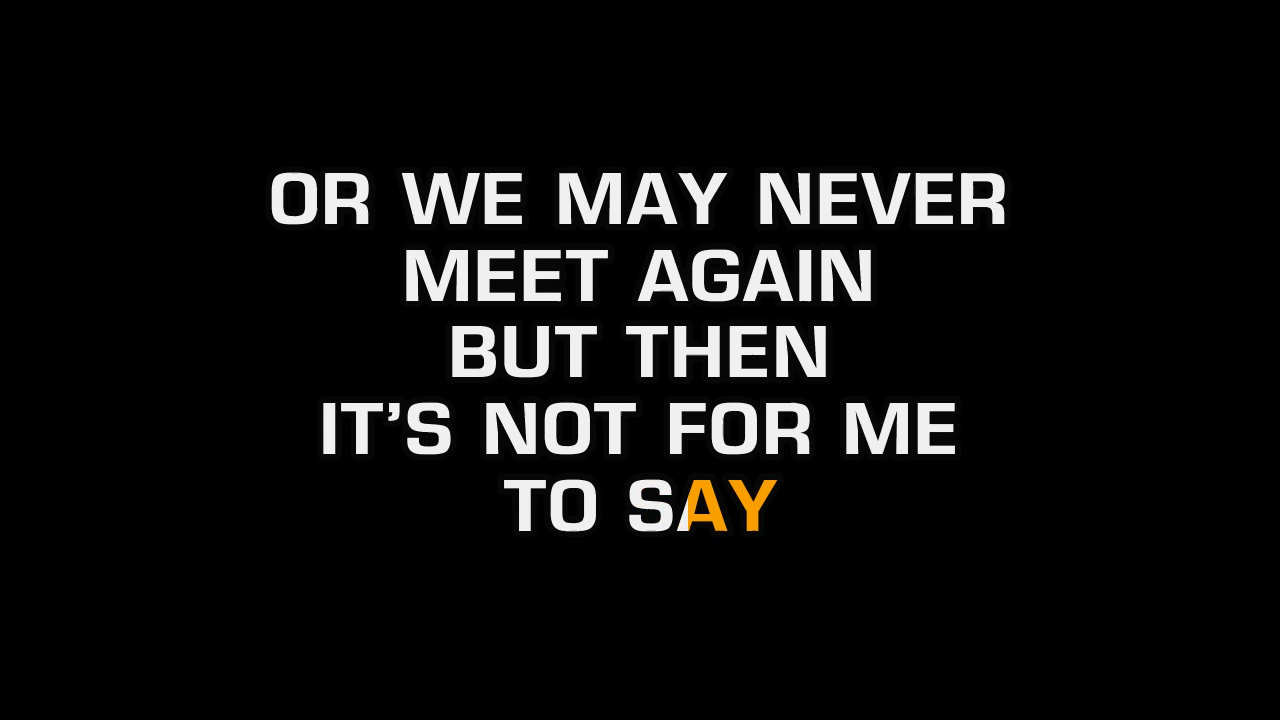 OR WE MAY NEVER
MEET AGAIN
BUT THEN
IT’S NOT FOR ME
TO SAY